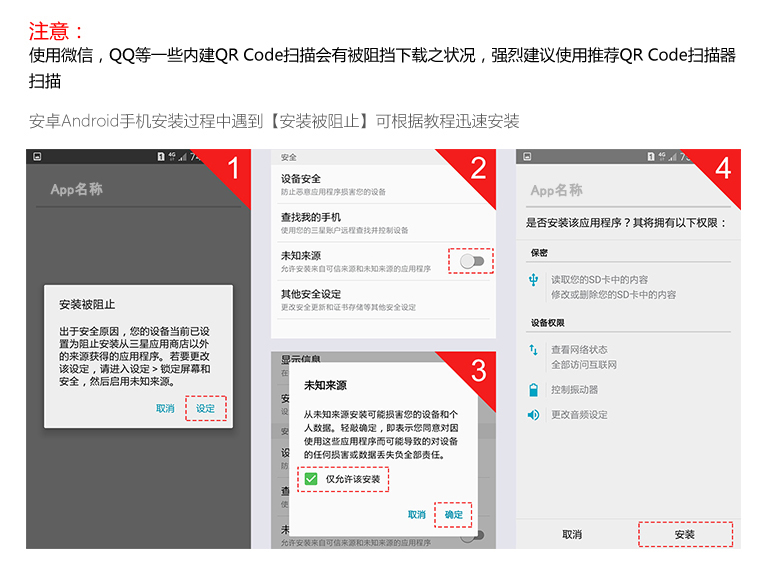 注意：
使用微信，QQ等一些内建QR Code扫描会有被阻挡下载之状况，强烈建议使用推荐QR Code扫描器
扫描
安卓Android手机安装过程中遇到【安装被阻止】可根据教程迅速安装
1
App名称
安装被阻止
出于安全原因，您的设备当前已设
置为阻止安装从三星应用商店以外
的来源获得的应用程序。若要更改
该设定，请进入设定 > 锁定屏幕和
安全，然后启用未知来源。
取消 设定
2
安全
设备安全
防止恶意应用程序损害您的设备
查找我的手机
使用您的三星账户远程查找并控制设备
未知来源
允许安装来自可信来源和未知来源的应用程序
其他安全设定
更改安全更新和证书存储等其他安全设定
3
显示信息
未知来源
从未知来源安装可能损害您的设备和个
人数据。轻敲确定，即表示您同意对因
使用这些应用程序而可能导致的对设备
的任何损害或数据丢失负全部责任。
仅允许该安装
取消 确定
允许安装来自可信来源和未知来源的应用程序
4
App名称
是否安装该应用程序？其将拥有以下权限：
保密
读取您的SD卡中的内容
修改或删除您的SD卡中的内容
设备权限
查看网络状态
全部访问互联网
控制振动器
更改音频设定
取消 安装